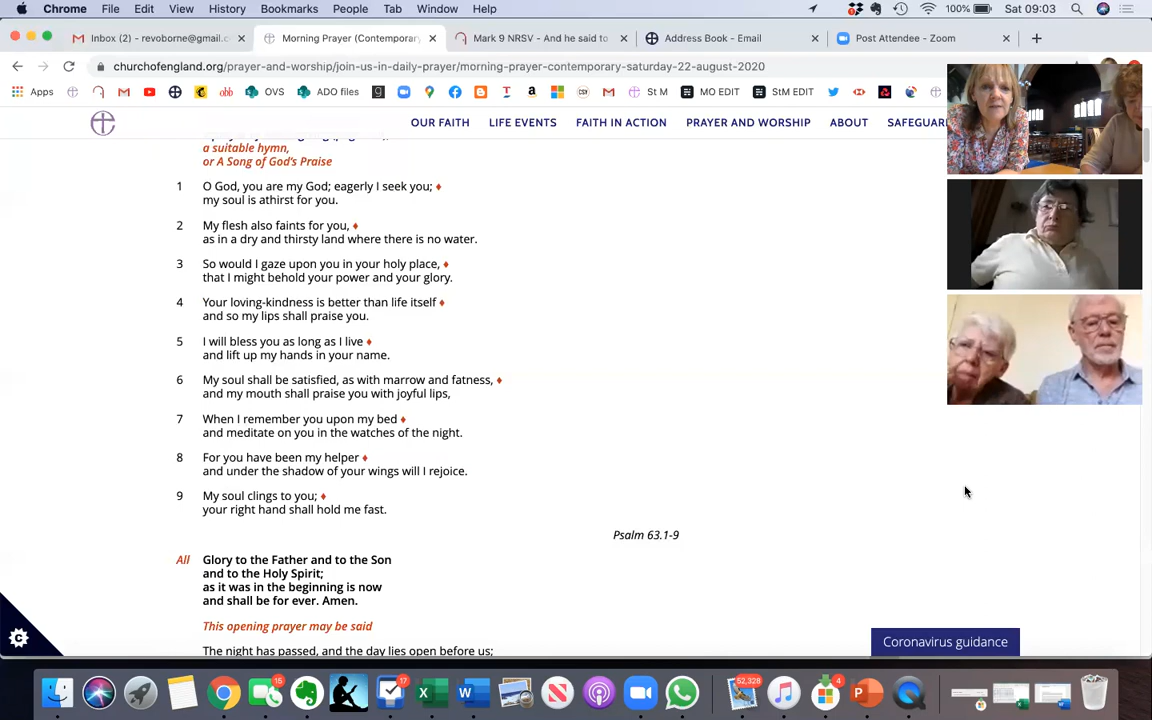 Chrome File Edit View History Bookmarks People Tab Window Help 100% Sat 09:03
Inbox (2) - revoborne@gmail.c Morning Prayer (Contemporary Mark 9 NRSV - And he said to Address Book - Email Post Attendee - Zoom
churchofengland.org/prayer-and-worship/join-us-in-daily-prayer/morning-prayer-contemporary-saturday-22-august-2020
Apps obb OVS ADO files T a St M MO EDIT StM EDIT St M
OUR FAITH LIFE EVENTS FAITH IN ACTION PRAYER AND WORSHIP ABOUT SAFEGUAR
a suitable hymn,
or A Song of God's Praise
1 O God, you are my God; eagerly I seek you; ♦
my soul is athirst for you.
2 My flesh also faints for you, ♦
as in a dry and thirsty land where there is no water.
3 So would I gaze upon you in your holy place, ♦
that I might behold your power and your glory.
4 Your loving-kindness is better than life itself ♦
and so my lips shall praise you.
5 I will bless you as long as I live ♦
and lift up my hands in your name.
6 My soul shall be satisfied, as with marrow and fatness, ♦
and my mouth shall praise you with joyful lips,
7 When I remember you upon my bed ♦
and meditate on you in the watches of the night.
8 For you have been my helper ♦
and under the shadow of your wings will I rejoice.
9 My soul clings to you; ♦
your right hand shall hold me fast.
Psalm 63.1-9
All Glory to the Father and to the Son
and to the Holy Spirit;
as it was in the beginning is now
and shall be for ever. Amen.
This opening prayer may be said
Coronavirus guidance
The night has passed, and the day lies open before us;
15 17 52,328 4